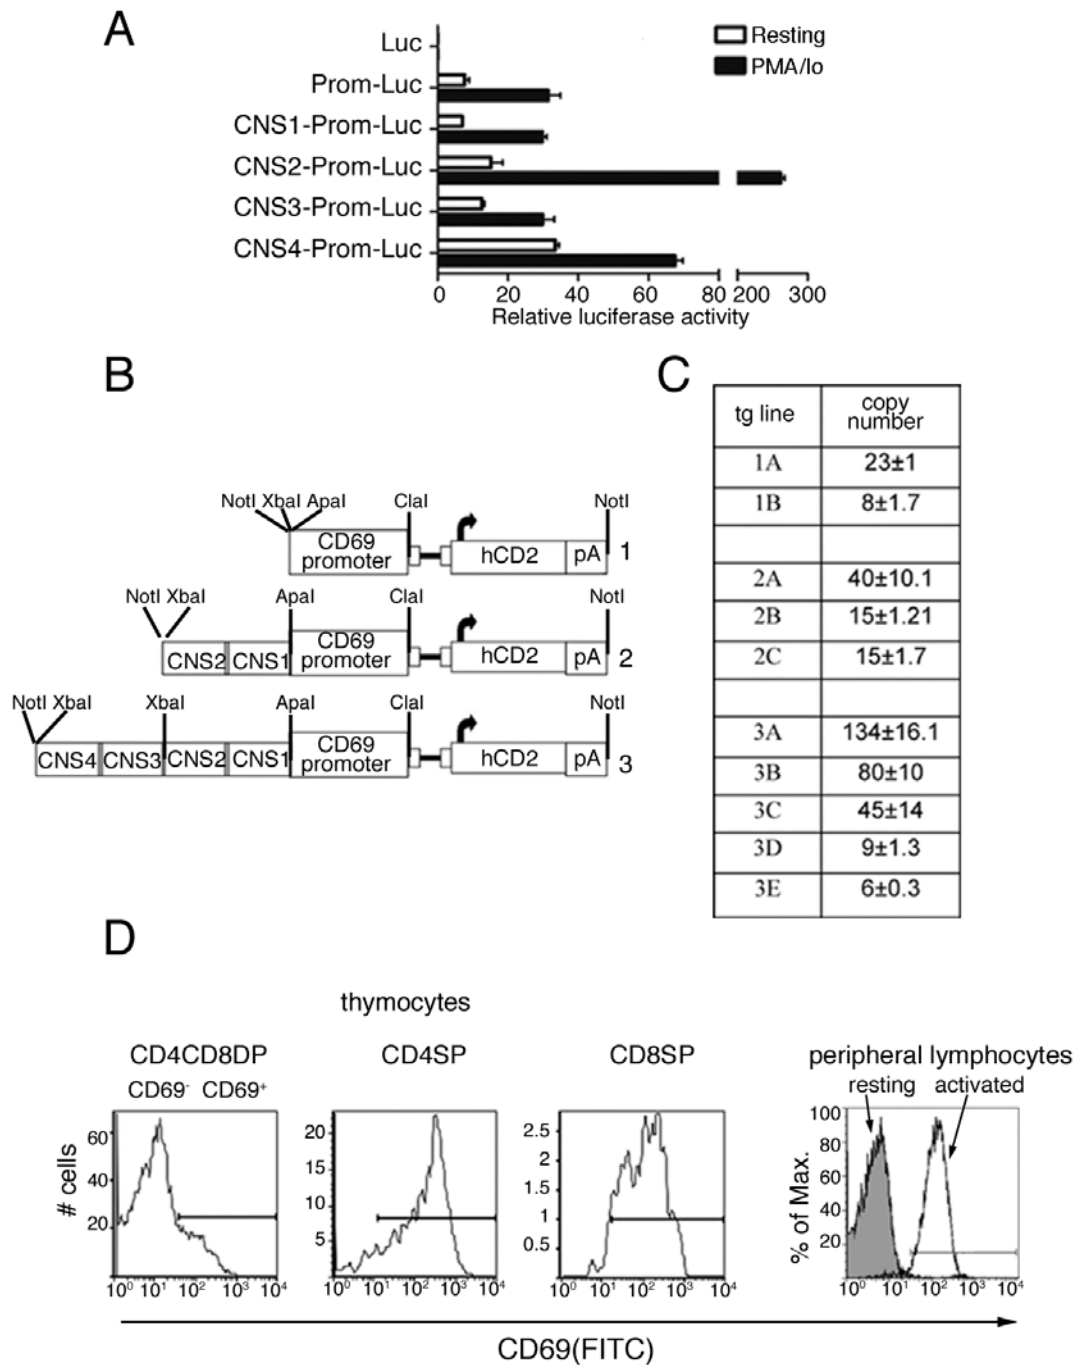 A
Resting
PMA/Io
Luc
Prom-Luc
CNS1-Prom-Luc
CNS2-Prom-Luc
CNS3-Prom-Luc
CNS4-Prom-Luc
0 20 40 60 80 200 300
Relative luciferase activity
B
NotI XbaI ApaI ClaI NotI
CD69 promoter hCD2 pA 1
NotI XbaI ApaI ClaI NotI
CNS2 CNS1 CD69 promoter hCD2 pA 2
NotI XbaI XbaI ApaI ClaI NotI
CNS4 CNS3 CNS2 CNS1 CD69 promoter hCD2 pA 3
C
tg line copy number
1A 23±1
1B 8±1.7
2A 40±10.1
2B 15±1.21
2C 15±1.7
3A 134±16.1
3B 80±10
3C 45±14
3D 9±1.3
3E 6±0.3
D
thymocytes
CD4CD8DP CD4SP CD8SP peripheral lymphocytes
CD69⁻ CD69⁺ resting activated
# cells
60
40
20
10⁰ 10¹ 10² 10³ 10⁴
20
15
10
5
10⁰ 10¹ 10² 10³ 10⁴
2.5
2
1.5
1
0.5
10⁰ 10¹ 10² 10³ 10⁴
% of Max.
100
80
60
40
20
10⁰ 10¹ 10² 10³ 10⁴
CD69(FITC)